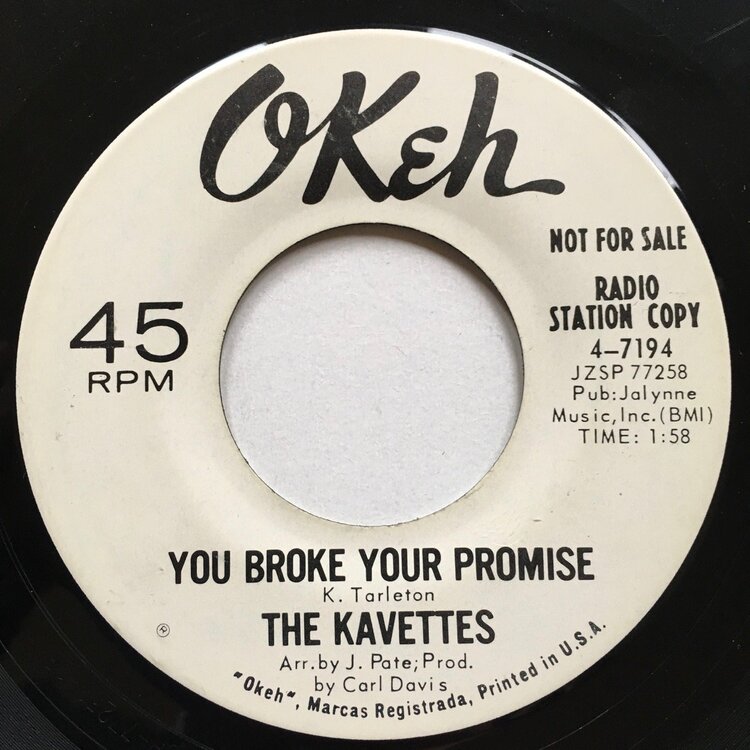 OKeh
NOT FOR SALE
RADIO
STATION COPY
4-7194
JZSP 77258
Pub:Jalynne
Music,Inc.(BMI)
TIME: 1:58
45
RPM
YOU BROKE YOUR PROMISE
K. Tarleton
THE KAVETTES
®
Arr.by J. Pate;Prod.
by Carl Davis
"Okeh", Marcas Registrada, Printed in U.S.A.